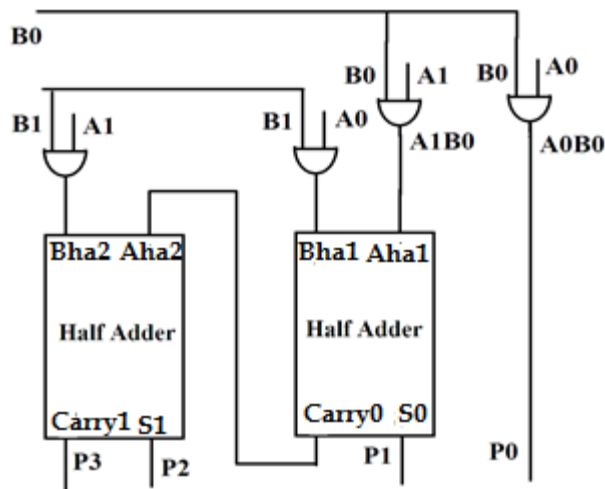 B0
B0 A1 B0 A0
B1 A1 B1 A0
A1B0 A0B0
Bha2 Aha2 Bha1 Aha1
Half Adder Half Adder
Carry1 S1 Carry0 S0
P3 P2 P1 P0